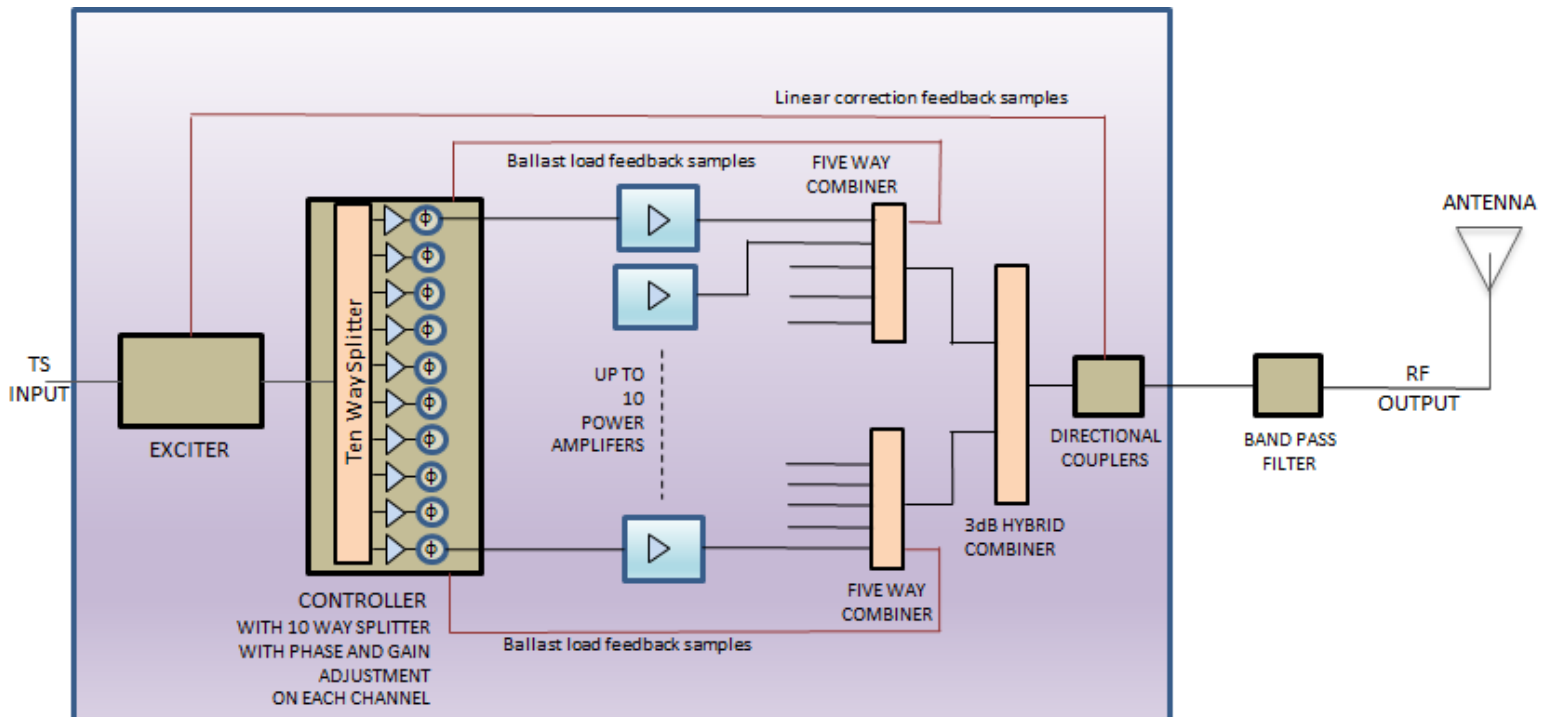 Linear correction feedback samples
Ballast load feedback samples
FIVE WAY
COMBINER
ANTENNA
Φ
Φ
Φ
Φ
Φ
Φ
Φ
Φ
Φ
Φ
Ten Way Splitter
TS
INPUT
EXCITER
UP TO
10
POWER
AMPLIFERS
RF
OUTPUT
DIRECTIONAL
COUPLERS
BAND PASS
FILTER
3dB HYBRID
COMBINER
FIVE WAY
COMBINER
CONTROLLER
WITH 10 WAY SPLITTER
WITH PHASE AND GAIN
ADJUSTMENT
ON EACH CHANNEL
Ballast load feedback samples